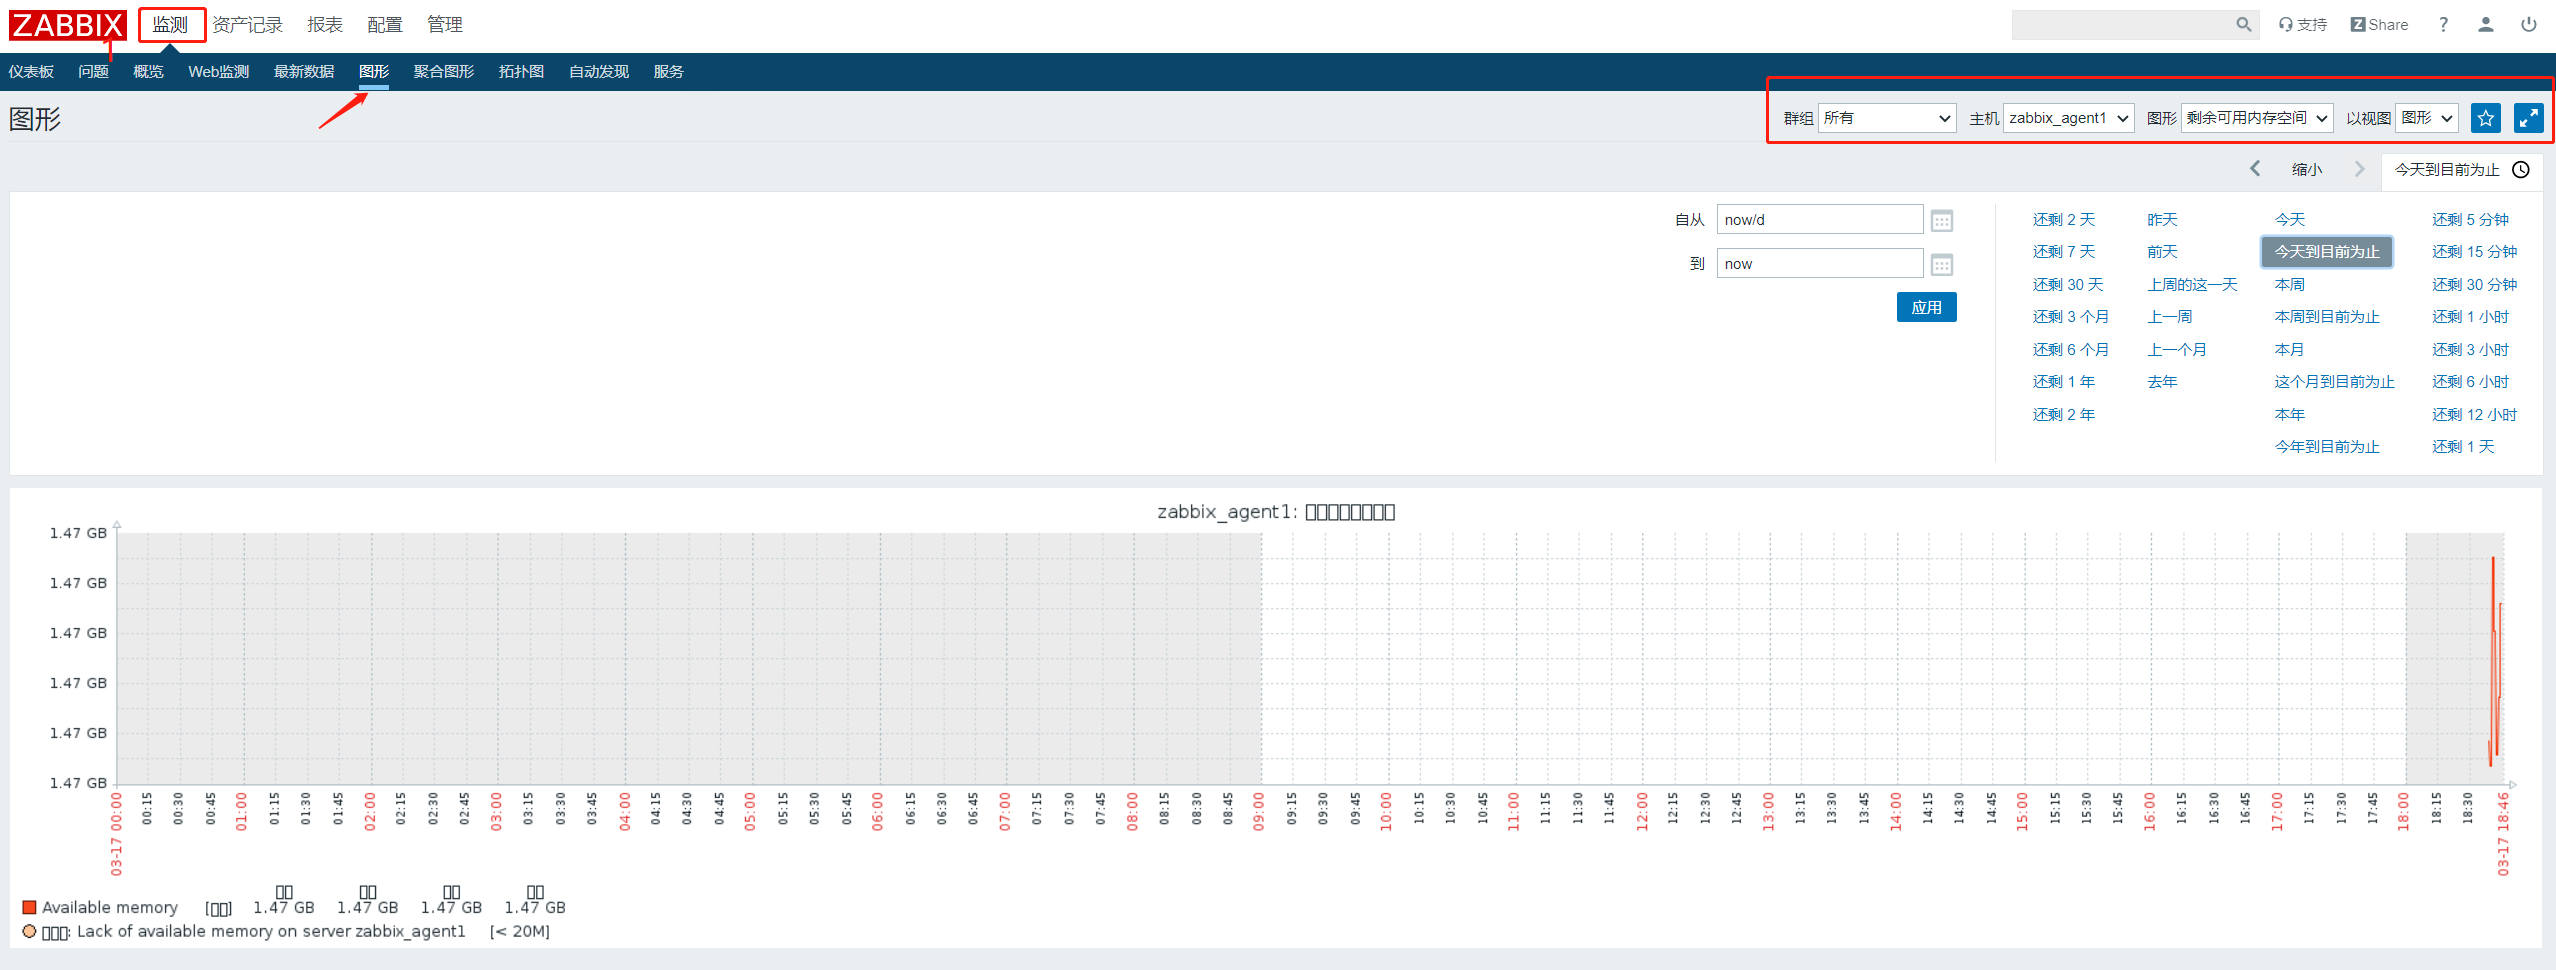 ZABBIX 监测 资产记录 报表 配置 管理 支持 Z Share ?
1
仪表板 问题 概览 Web监测 最新数据 图形 聚合图形 拓扑图 自动发现 服务
图形 群组 所有 主机 zabbix_agent1 图形 剩余可用内存空间 以视图 图形
缩小 今天到目前为止
自从 now/d 还剩 2 天 昨天 今天 还剩 5 分钟
还剩 7 天 前天 今天到目前为止 还剩 15 分钟
到 now
还剩 30 天 上周的这一天 本周 还剩 30 分钟
应用 还剩 3 个月 上一周 本周到目前为止 还剩 1 小时
还剩 6 个月 上一个月 本月 还剩 3 小时
还剩 1 年 去年 这个月到目前为止 还剩 6 小时
还剩 2 年 本年 还剩 12 小时
今年到目前为止 还剩 1 天
zabbix_agent1: □□□□□□□□
1.47 GB
1.47 GB
1.47 GB
1.47 GB
1.47 GB
1.47 GB
03-17 00:00 00:15 00:30 00:45 01:00 01:15 01:30 01:45 02:00 02:15 02:30 02:45 03:00 03:15 03:30 03:45 04:00 04:15 04:30 04:45 05:00 05:15 05:30 05:45 06:00 06:15 06:30 06:45 07:00 07:15 07:30 07:45 08:00 08:15 08:30 08:45 09:00 09:15 09:30 09:45 10:00 10:15 10:30 10:45 11:00 11:15 11:30 11:45 12:00 12:15 12:30 12:45 13:00 13:15 13:30 13:45 14:00 14:15 14:30 14:45 15:00 15:15 15:30 15:45 16:00 16:15 16:30 16:45 17:00 17:15 17:30 17:45 18:00 18:15 18:30 03-17 18:46
□□ □□ □□ □□
Available memory [□□] 1.47 GB 1.47 GB 1.47 GB 1.47 GB
□□□: Lack of available memory on server zabbix_agent1 [< 20M]